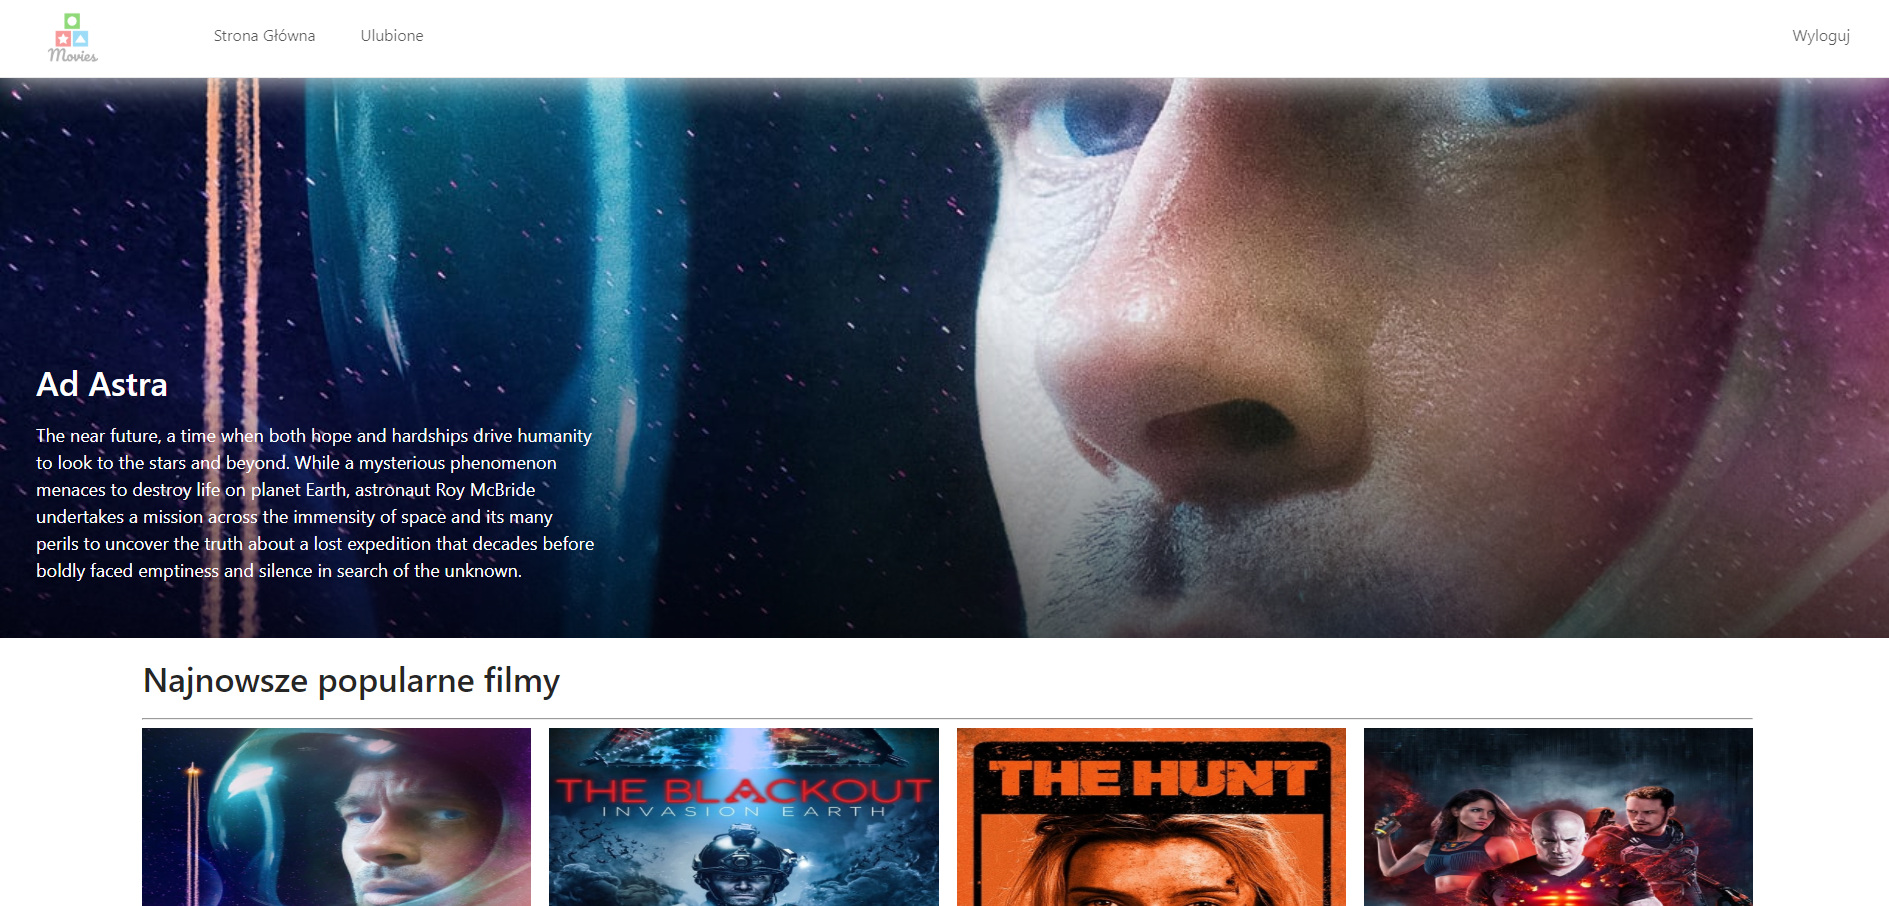 Movies
Strona Główna
Ulubione
Wyloguj
Ad Astra
The near future, a time when both hope and hardships drive humanity
to look to the stars and beyond. While a mysterious phenomenon
menaces to destroy life on planet Earth, astronaut Roy McBride
undertakes a mission across the immensity of space and its many
perils to uncover the truth about a lost expedition that decades before
boldly faced emptiness and silence in search of the unknown.
Najnowsze popularne filmy
THE BLACKOUT
INVASION EARTH
THE HUNT